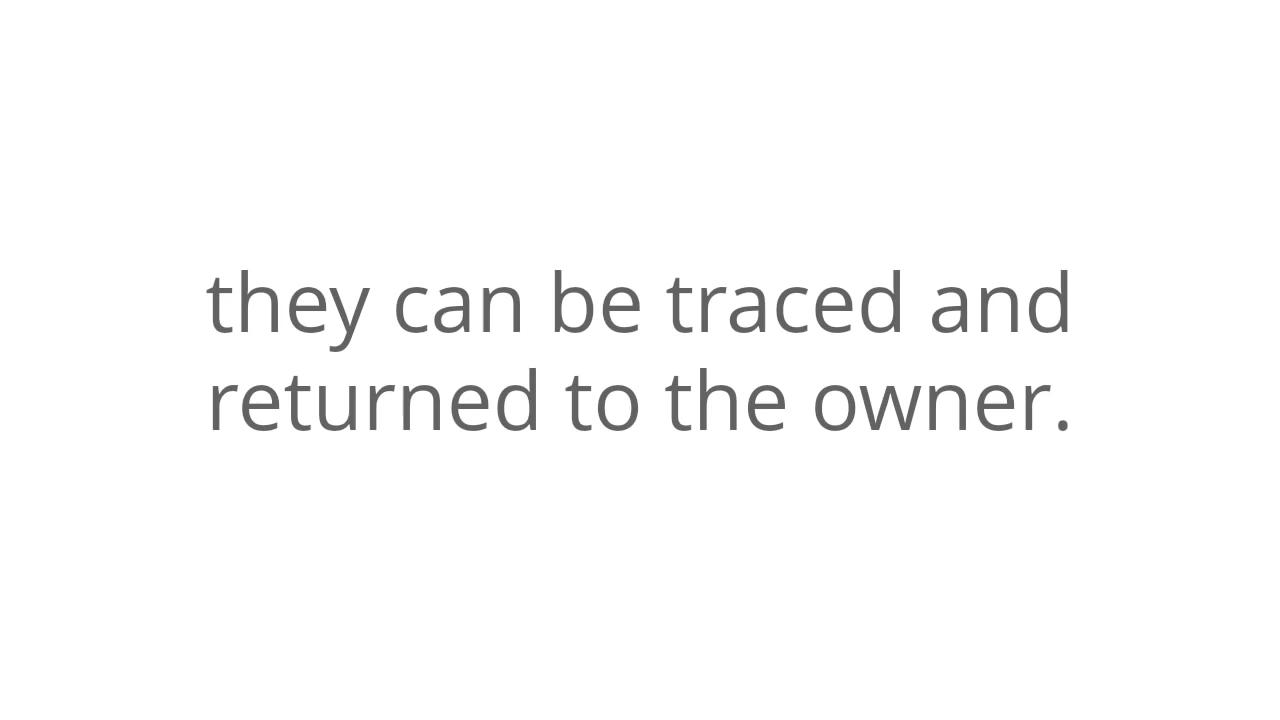 they can be traced and
returned to the owner.